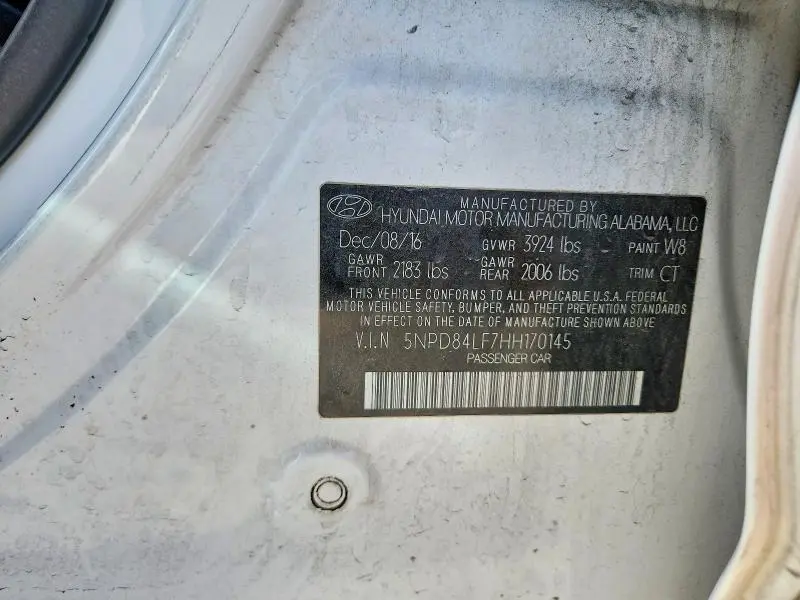 MANUFACTURED BY
HYUNDAI MOTOR MANUFACTURING ALABAMA, LLC
Dec/08/16 GVWR 3924 lbs PAINT W8
GAWR FRONT 2183 lbs GAWR REAR 2006 lbs TRIM CT
THIS VEHICLE CONFORMS TO ALL APPLICABLE U.S.A. FEDERAL
MOTOR VEHICLE SAFETY, BUMPER, AND THEFT PREVENTION STANDARDS
IN EFFECT ON THE DATE OF MANUFACTURE SHOWN ABOVE
V.I.N 5NPD84LF7HH170145
PASSENGER CAR